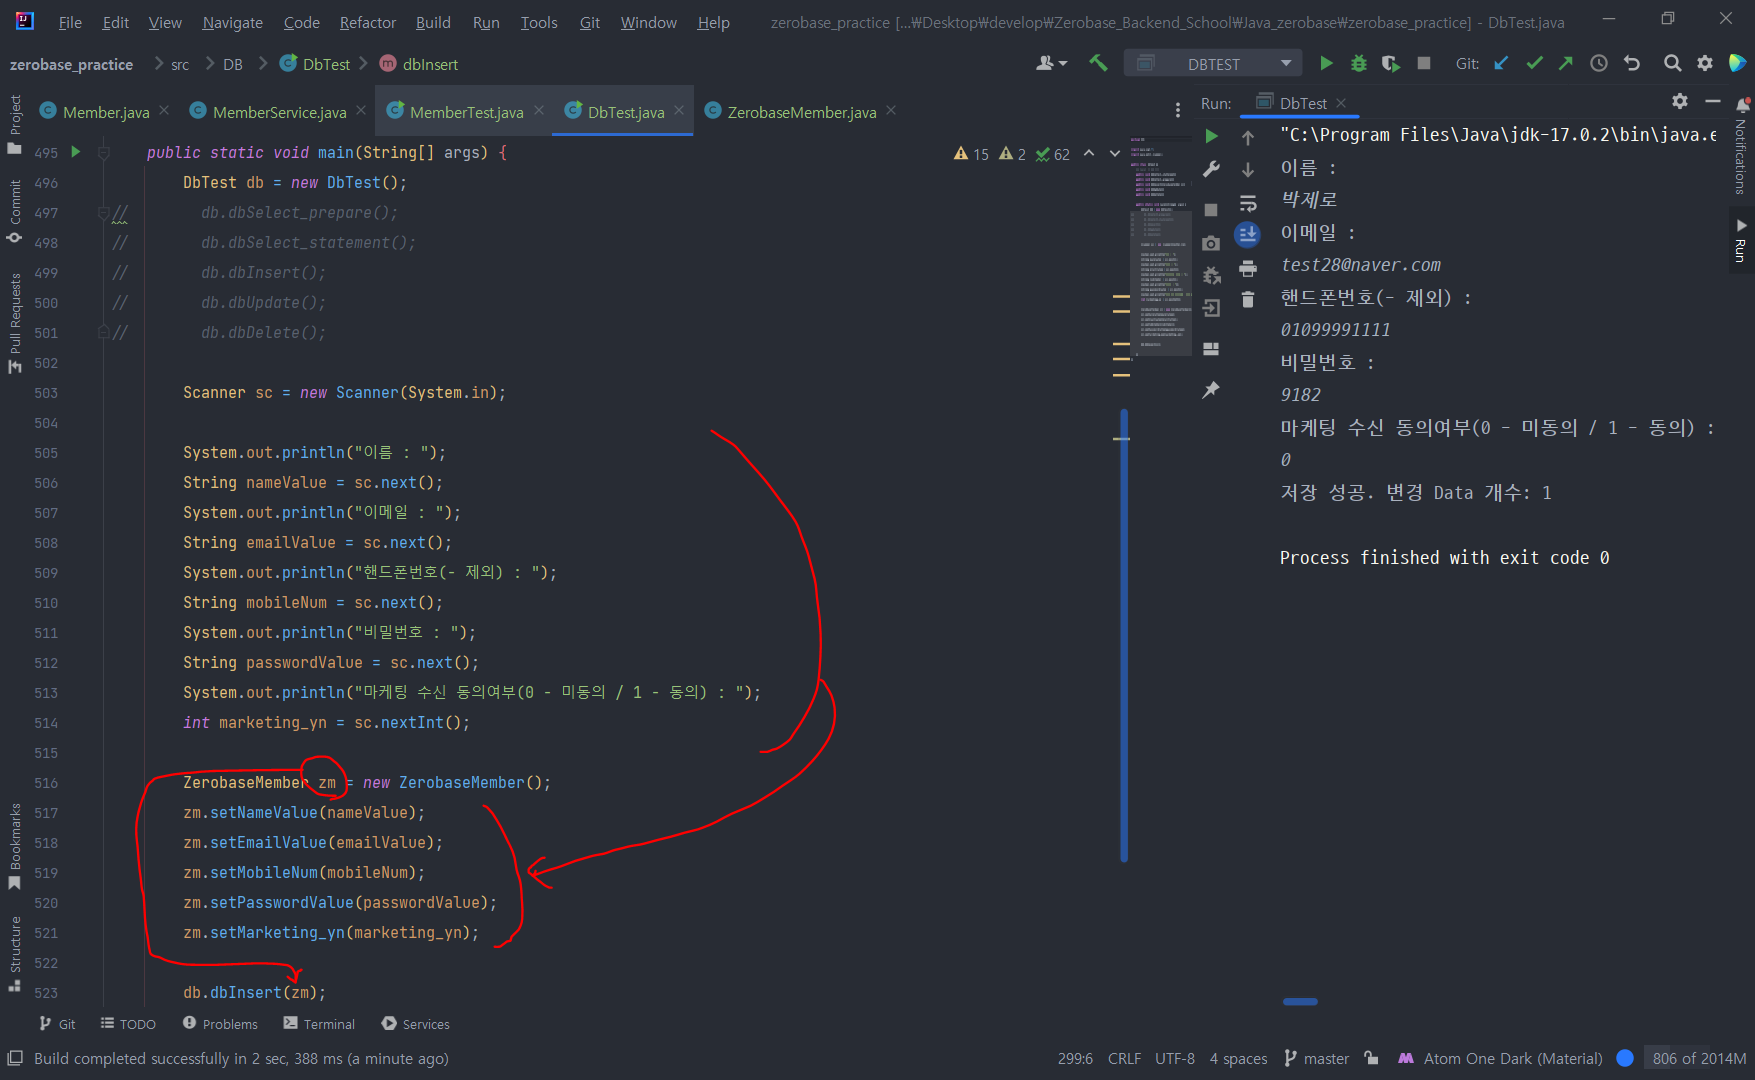 File Edit View Navigate Code Refactor Build Run Tools Git Window Help zerobase_practice [...₩Desktop₩develop₩Zerobase_Backend_School₩Java_zerobase₩zerobase_practice] - DbTest.java
zerobase_practice src DB DbTest dbInsert DBTEST Git:
Member.java MemberService.java MemberTest.java DbTest.java ZerobaseMember.java
15 2 62
495 public static void main(String[] args) {
496 DbTest db = new DbTest();
497 // db.dbSelect_prepare();
498 // db.dbSelect_statement();
499 // db.dbInsert();
500 // db.dbUpdate();
501 // db.dbDelete();
502
503 Scanner sc = new Scanner(System.in);
504
505 System.out.println("이름 : ");
506 String nameValue = sc.next();
507 System.out.println("이메일 : ");
508 String emailValue = sc.next();
509 System.out.println("핸드폰번호(- 제외) : ");
510 String mobileNum = sc.next();
511 System.out.println("비밀번호 : ");
512 String passwordValue = sc.next();
513 System.out.println("마케팅 수신 동의여부(0 - 미동의 / 1 - 동의) : ");
514 int marketing_yn = sc.nextInt();
515
516 ZerobaseMember zm = new ZerobaseMember();
517 zm.setNameValue(nameValue);
518 zm.setEmailValue(emailValue);
519 zm.setMobileNum(mobileNum);
520 zm.setPasswordValue(passwordValue);
521 zm.setMarketing_yn(marketing_yn);
522
523 db.dbInsert(zm);
Run: DbTest
"C:\Program Files\Java\jdk-17.0.2\bin\java.e
이름 :
박제로
이메일 :
test28@naver.com
핸드폰번호(- 제외) :
01099991111
비밀번호 :
9182
마케팅 수신 동의여부(0 - 미동의 / 1 - 동의) :
0
저장 성공. 변경 Data 개수: 1
Process finished with exit code 0
Project
Commit
Pull Requests
Bookmarks
Structure
Notifications
Run
Git TODO Problems Terminal Services
Build completed successfully in 2 sec, 388 ms (a minute ago) 299:6 CRLF UTF-8 4 spaces master Atom One Dark (Material) 806 of 2014M